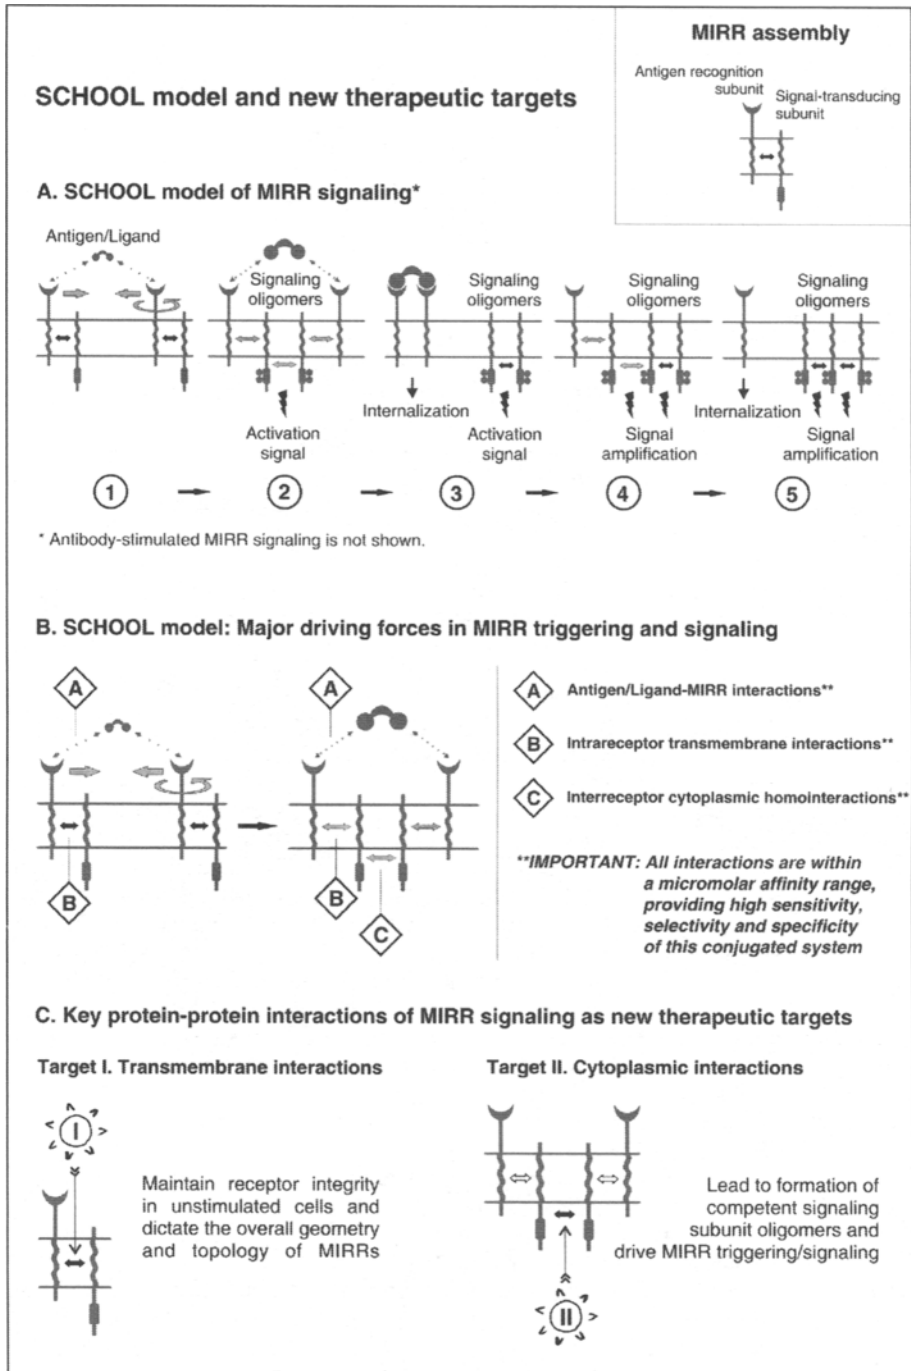 MIRR assembly
Antigen recognition
subunit
Signal-transducing
subunit
SCHOOL model and new therapeutic targets
A. SCHOOL model of MIRR signaling*
Antigen/Ligand
Signaling
oligomers
Activation
signal
Signaling
oligomers
Internalization
Activation
signal
Signaling
oligomers
Signal
amplification
Signaling
oligomers
Internalization
Signal
amplification
1
2
3
4
5
* Antibody-stimulated MIRR signaling is not shown.
B. SCHOOL model: Major driving forces in MIRR triggering and signaling
A
B
A
B
C
A Antigen/Ligand-MIRR interactions**
B Intrareceptor transmembrane interactions**
C Interreceptor cytoplasmic homointeractions**
**IMPORTANT: All interactions are within
a micromolar affinity range,
providing high sensitivity,
selectivity and specificity
of this conjugated system
C. Key protein-protein interactions of MIRR signaling as new therapeutic targets
Target I. Transmembrane interactions
I
Maintain receptor integrity
in unstimulated cells and
dictate the overall geometry
and topology of MIRRs
Target II. Cytoplasmic interactions
Lead to formation of
competent signaling
subunit oligomers and
drive MIRR triggering/signaling
II